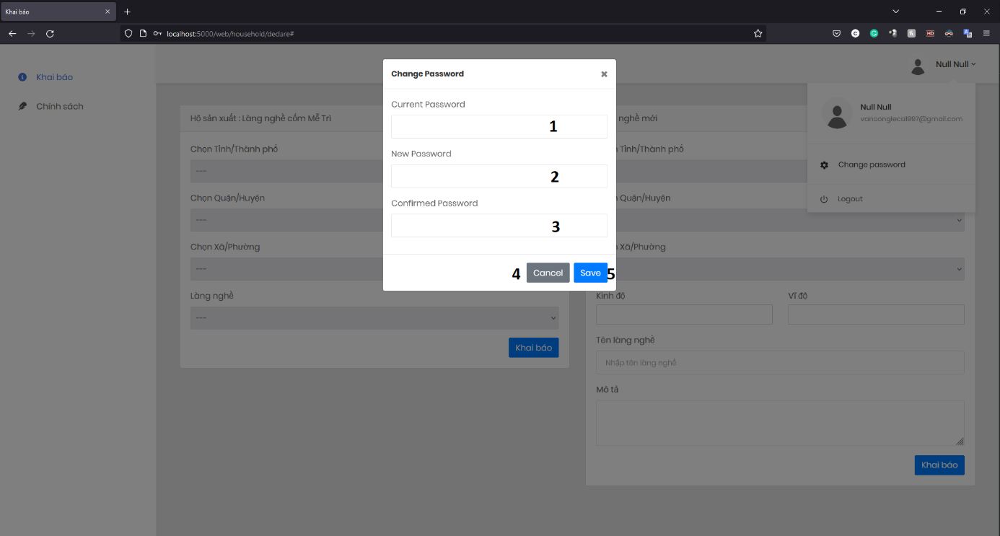 Khai báo
localhost:5000/web/household/declare#
Khai báo
Chính sách
Null Null
Null Null
vanconglecal997@gmail.com
Change password
Logout
Change Password
Current Password
1
New Password
2
Confirmed Password
3
4
Cancel
Save
5
Hộ sản xuất : Làng nghề cốm Mễ Trì
Chọn Tỉnh/Thành phố
---
Chọn Quận/Huyện
---
Chọn Xã/Phường
---
Làng nghề
---
Khai báo
nghề mới
Tỉnh/Thành phố
Quận/Huyện
Xã/Phường
Kinh độ
Vĩ độ
Tên làng nghề
Nhập tên làng nghề
Mô tả
Khai báo